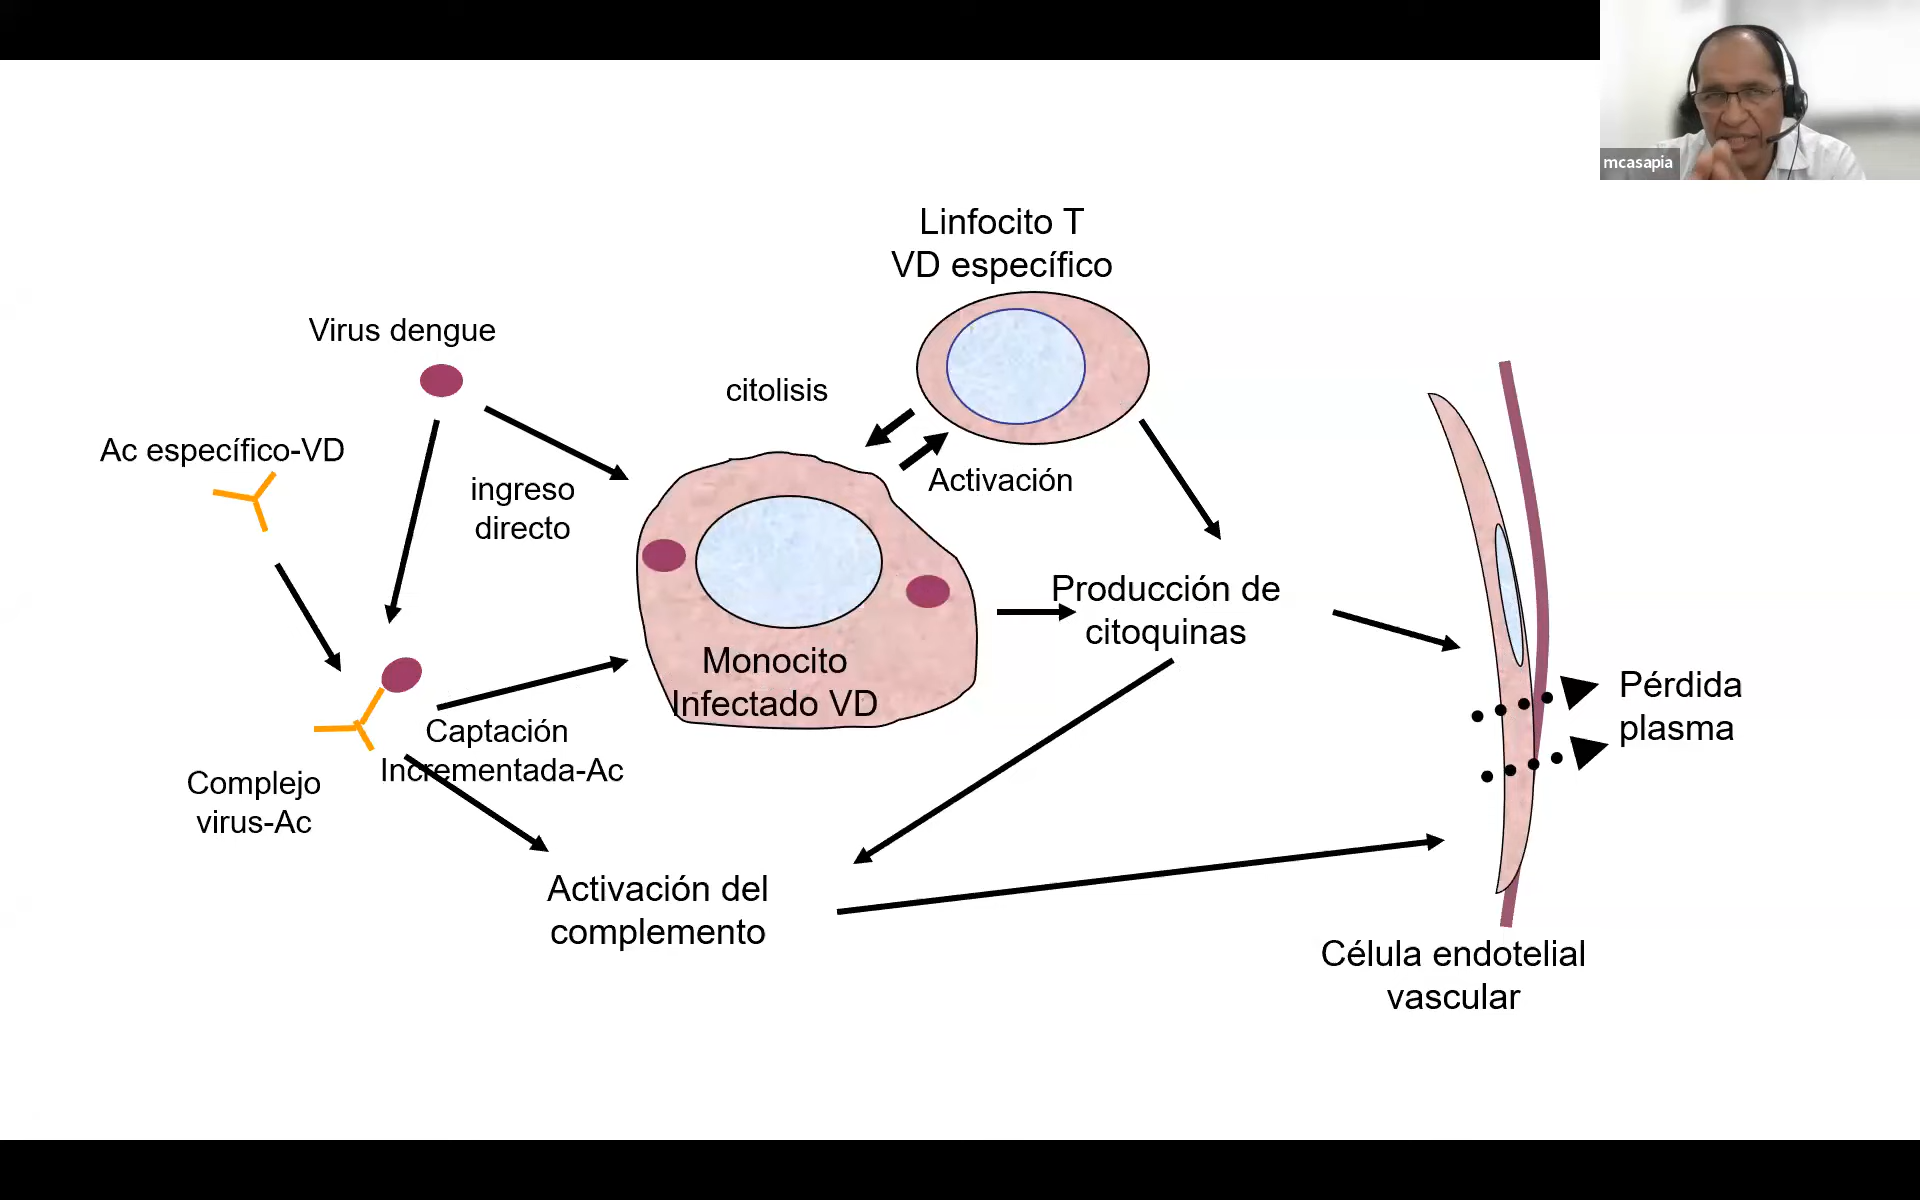 mcasapia
Linfocito T
VD específico
Virus dengue
citolisis
Ac específico-VD
ingreso
directo
Activación
Producción de
citoquinas
Monocito
Infectado VD
Pérdida
plasma
Captación
Incrementada-Ac
Complejo
virus-Ac
Activación del
complemento
Célula endotelial
vascular